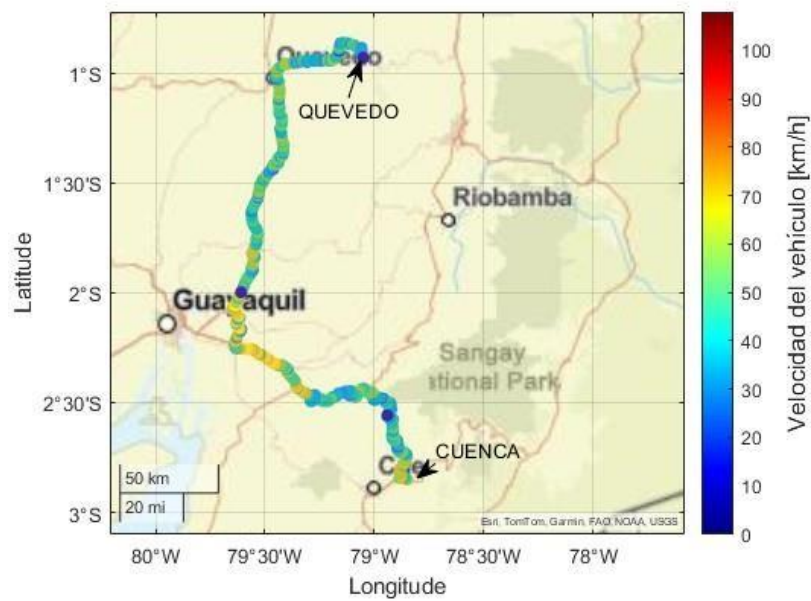 QUEVEDO
1°S
1°30'S
2°S
2°30'S
3°S
Latitude
Riobamba
Guayaquil
Sangay
ational Park
CUENCA
50 km
20 mi
Esri, TomTom, Garmin, FAO, NOAA, USGS
80°W
79°30'W
79°W
78°30'W
78°W
Longitude
100
90
80
70
60
50
40
30
20
10
0
Velocidad del vehículo [km/h]